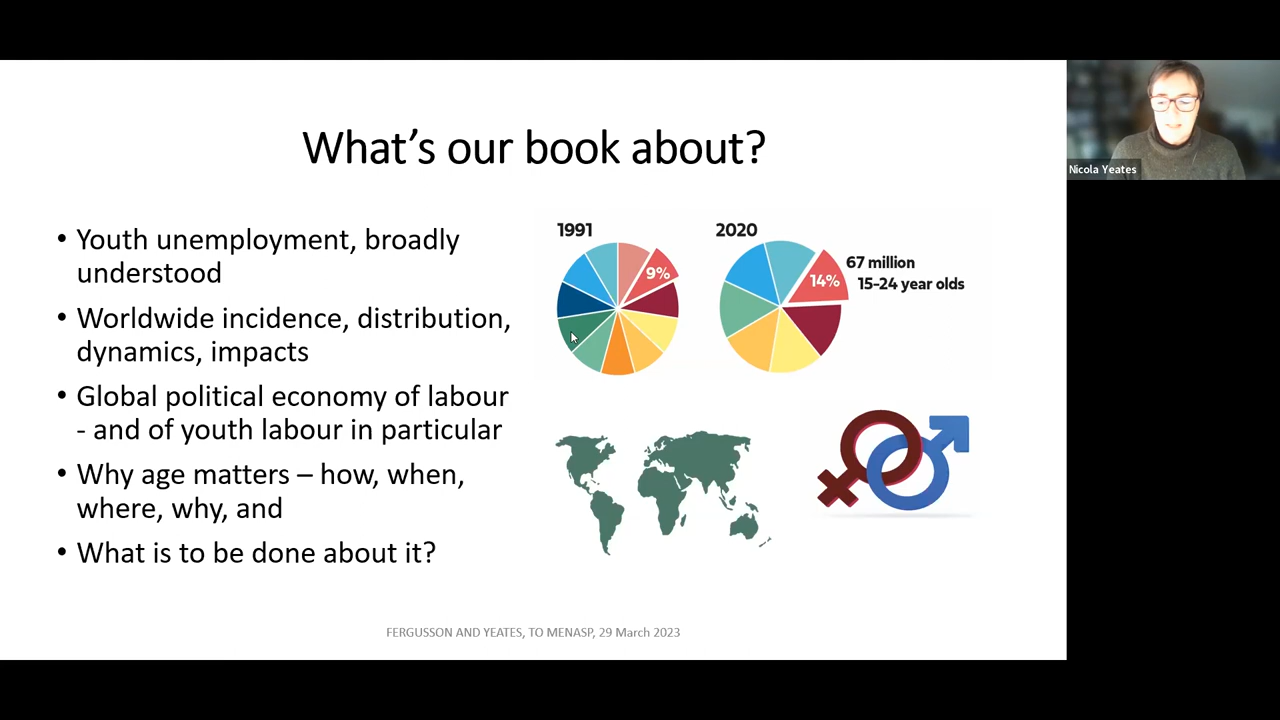 What's our book about?
• Youth unemployment, broadly
understood
• Worldwide incidence, distribution,
dynamics, impacts
• Global political economy of labour
- and of youth labour in particular
• Why age matters – how, when,
where, why, and
• What is to be done about it?
1991
9%
2020
14%
67 million
15-24 year olds
FERGUSSON AND YEATES, TO MENASP, 29 March 2023
Nicola Yeates